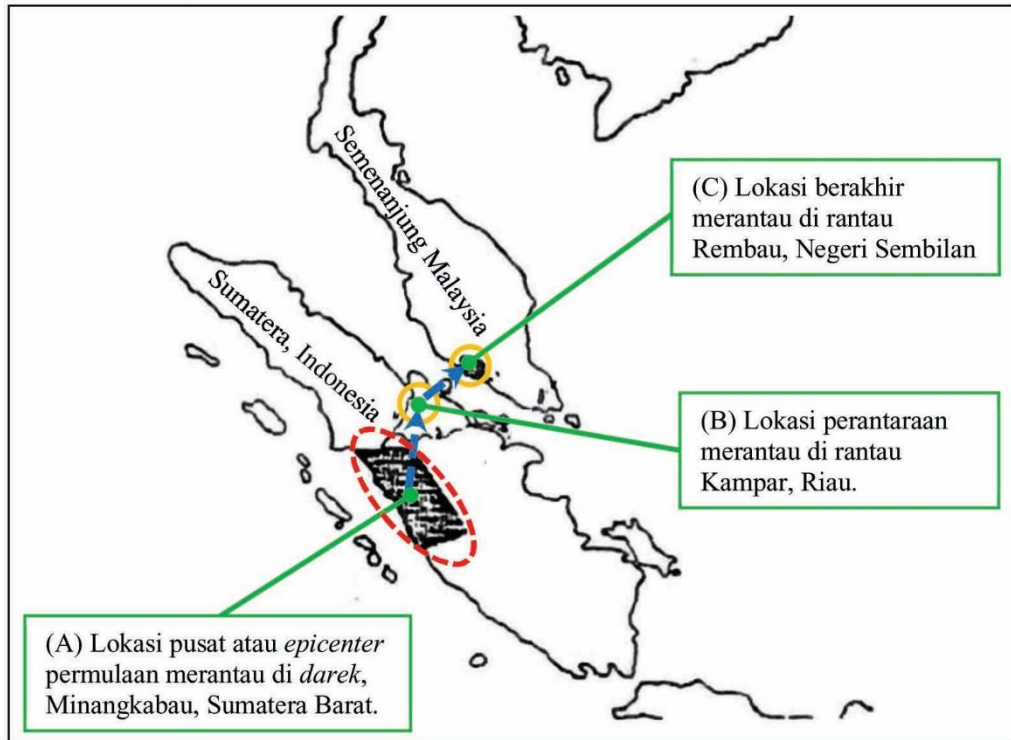 Semenanjung Malaysia
Sumatera, Indonesia
(C) Lokasi berakhir
merantau di rantau
Rembau, Negeri Sembilan
(B) Lokasi perantaraan
merantau di rantau
Kampar, Riau.
(A) Lokasi pusat atau epicenter
permulaan merantau di darek,
Minangkabau, Sumatera Barat.